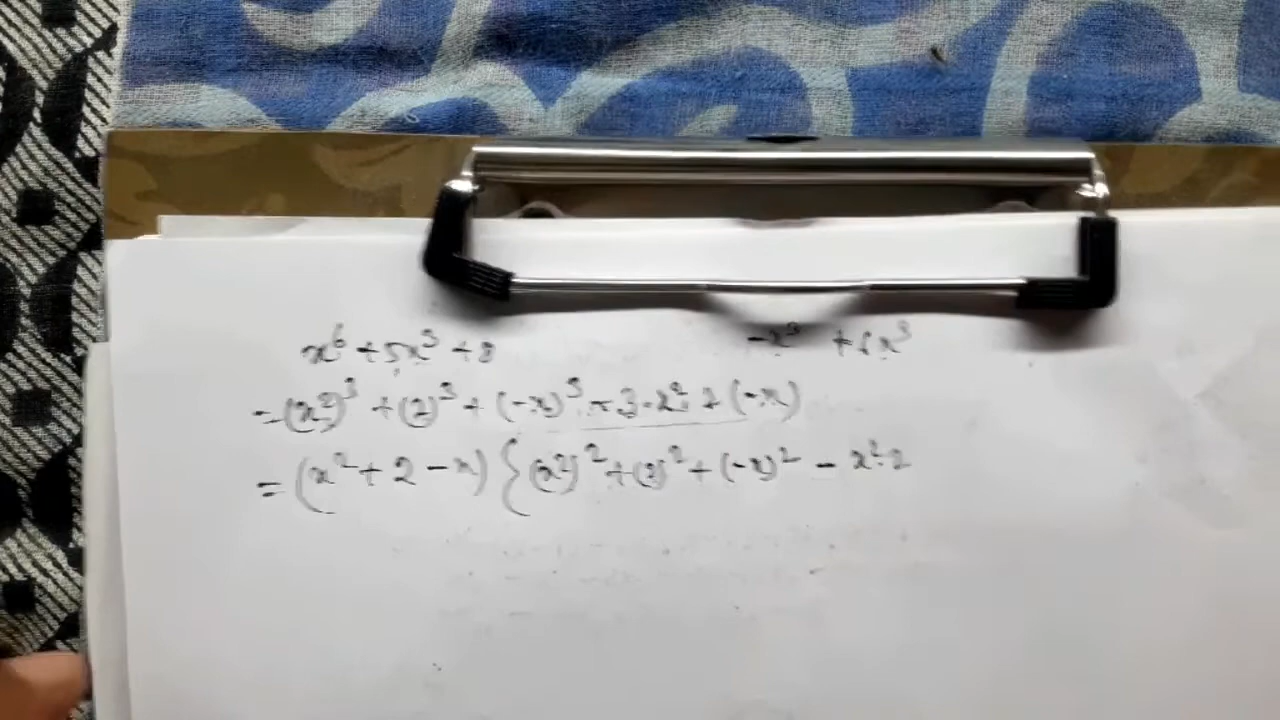 x⁶ + 5x³ + 8 -x³ + 6x³
= (x²)³ + (2)³ + (-x)³ - 3·x²·2(-x)
= (x² + 2 - x) { (x²)² + (2)² + (-x)² - x²·2